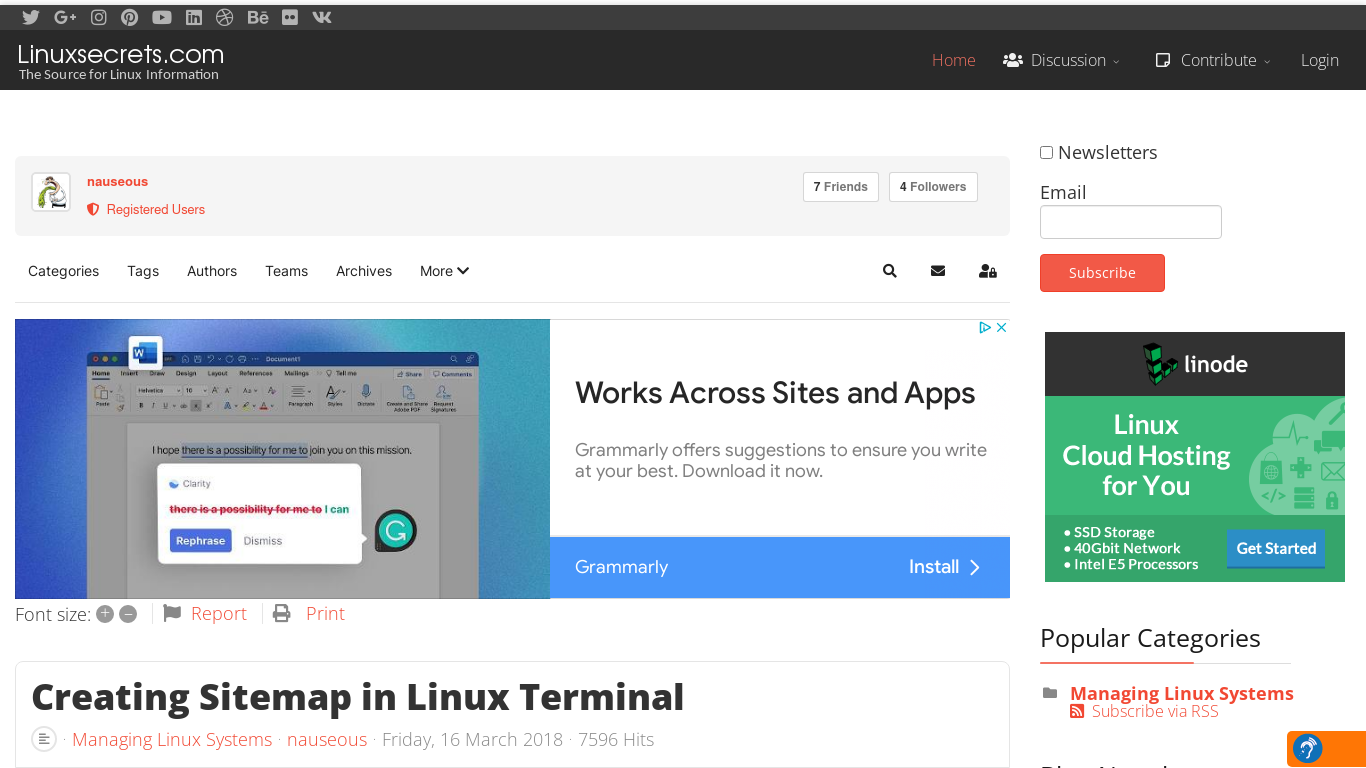 Linuxsecrets.com
The Source for Linux Information
Home
Discussion
Contribute
Login
nauseous
Registered Users
7 Friends
4 Followers
Categories
Tags
Authors
Teams
Archives
More
Document1
Home Insert Draw Design Layout References Mailings Tell me
Share Comments
Helvetica
Paste
Paragraph
Styles
Dictate
Create and Share
Adobe PDF
Request
Signatures
I hope there is a possibility for me to join you on this mission.
Clarity
there is a possibility for me to I can
Rephrase
Dismiss
Works Across Sites and Apps
Grammarly offers suggestions to ensure you write
at your best. Download it now.
Grammarly
Install
Font size:
Report
Print
Creating Sitemap in Linux Terminal
· Managing Linux Systems · nauseous · Friday, 16 March 2018 · 7596 Hits
Newsletters
Email
Subscribe
linode
Linux
Cloud Hosting
for You
• SSD Storage
• 40Gbit Network
• Intel E5 Processors
Get Started
Popular Categories
Managing Linux Systems
Subscribe via RSS